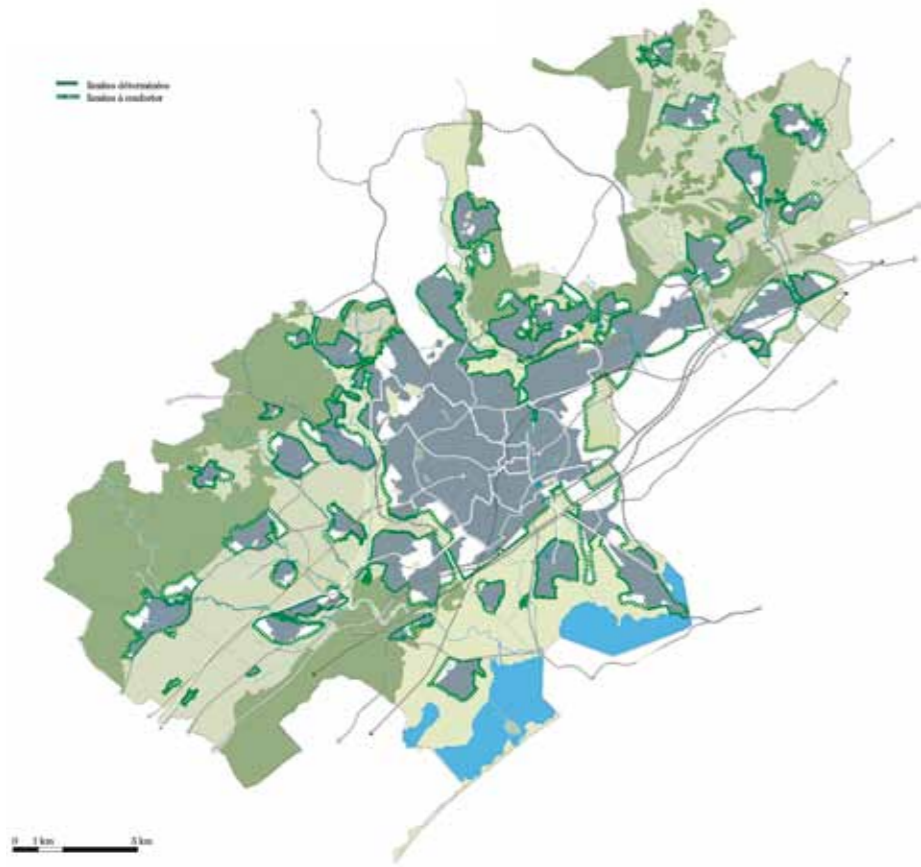 limites déterminées
limites à conforter
0 1 km 5 km